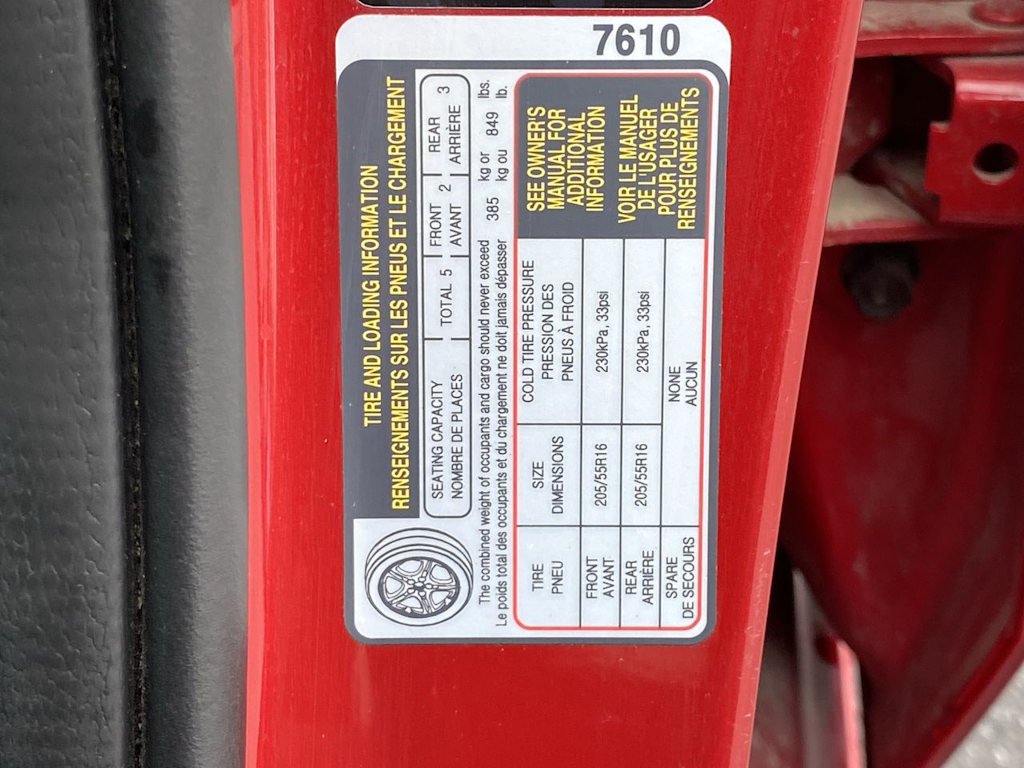 7610
TIRE AND LOADING INFORMATION
RENSEIGNEMENTS SUR LES PNEUS ET LE CHARGEMENT
SEATING CAPACITY
NOMBRE DE PLACES
TOTAL 5
FRONT
AVANT
2
REAR
ARRIÈRE
3
The combined weight of occupants and cargo should never exceed 385 kg or 849 lbs.
Le poids total des occupants et du chargement ne doit jamais dépasser kg ou lb.
TIRE
PNEU
SIZE
DIMENSIONS
COLD TIRE PRESSURE
PRESSION DES
PNEUS À FROID
FRONT
AVANT
205/55R16
230kPa, 33psi
REAR
ARRIÈRE
205/55R16
230kPa, 33psi
SPARE
DE SECOURS
NONE
AUCUN
SEE OWNER'S
MANUAL FOR
ADDITIONAL
INFORMATION
VOIR LE MANUEL
DE L'USAGER
POUR PLUS DE
RENSEIGNEMENTS